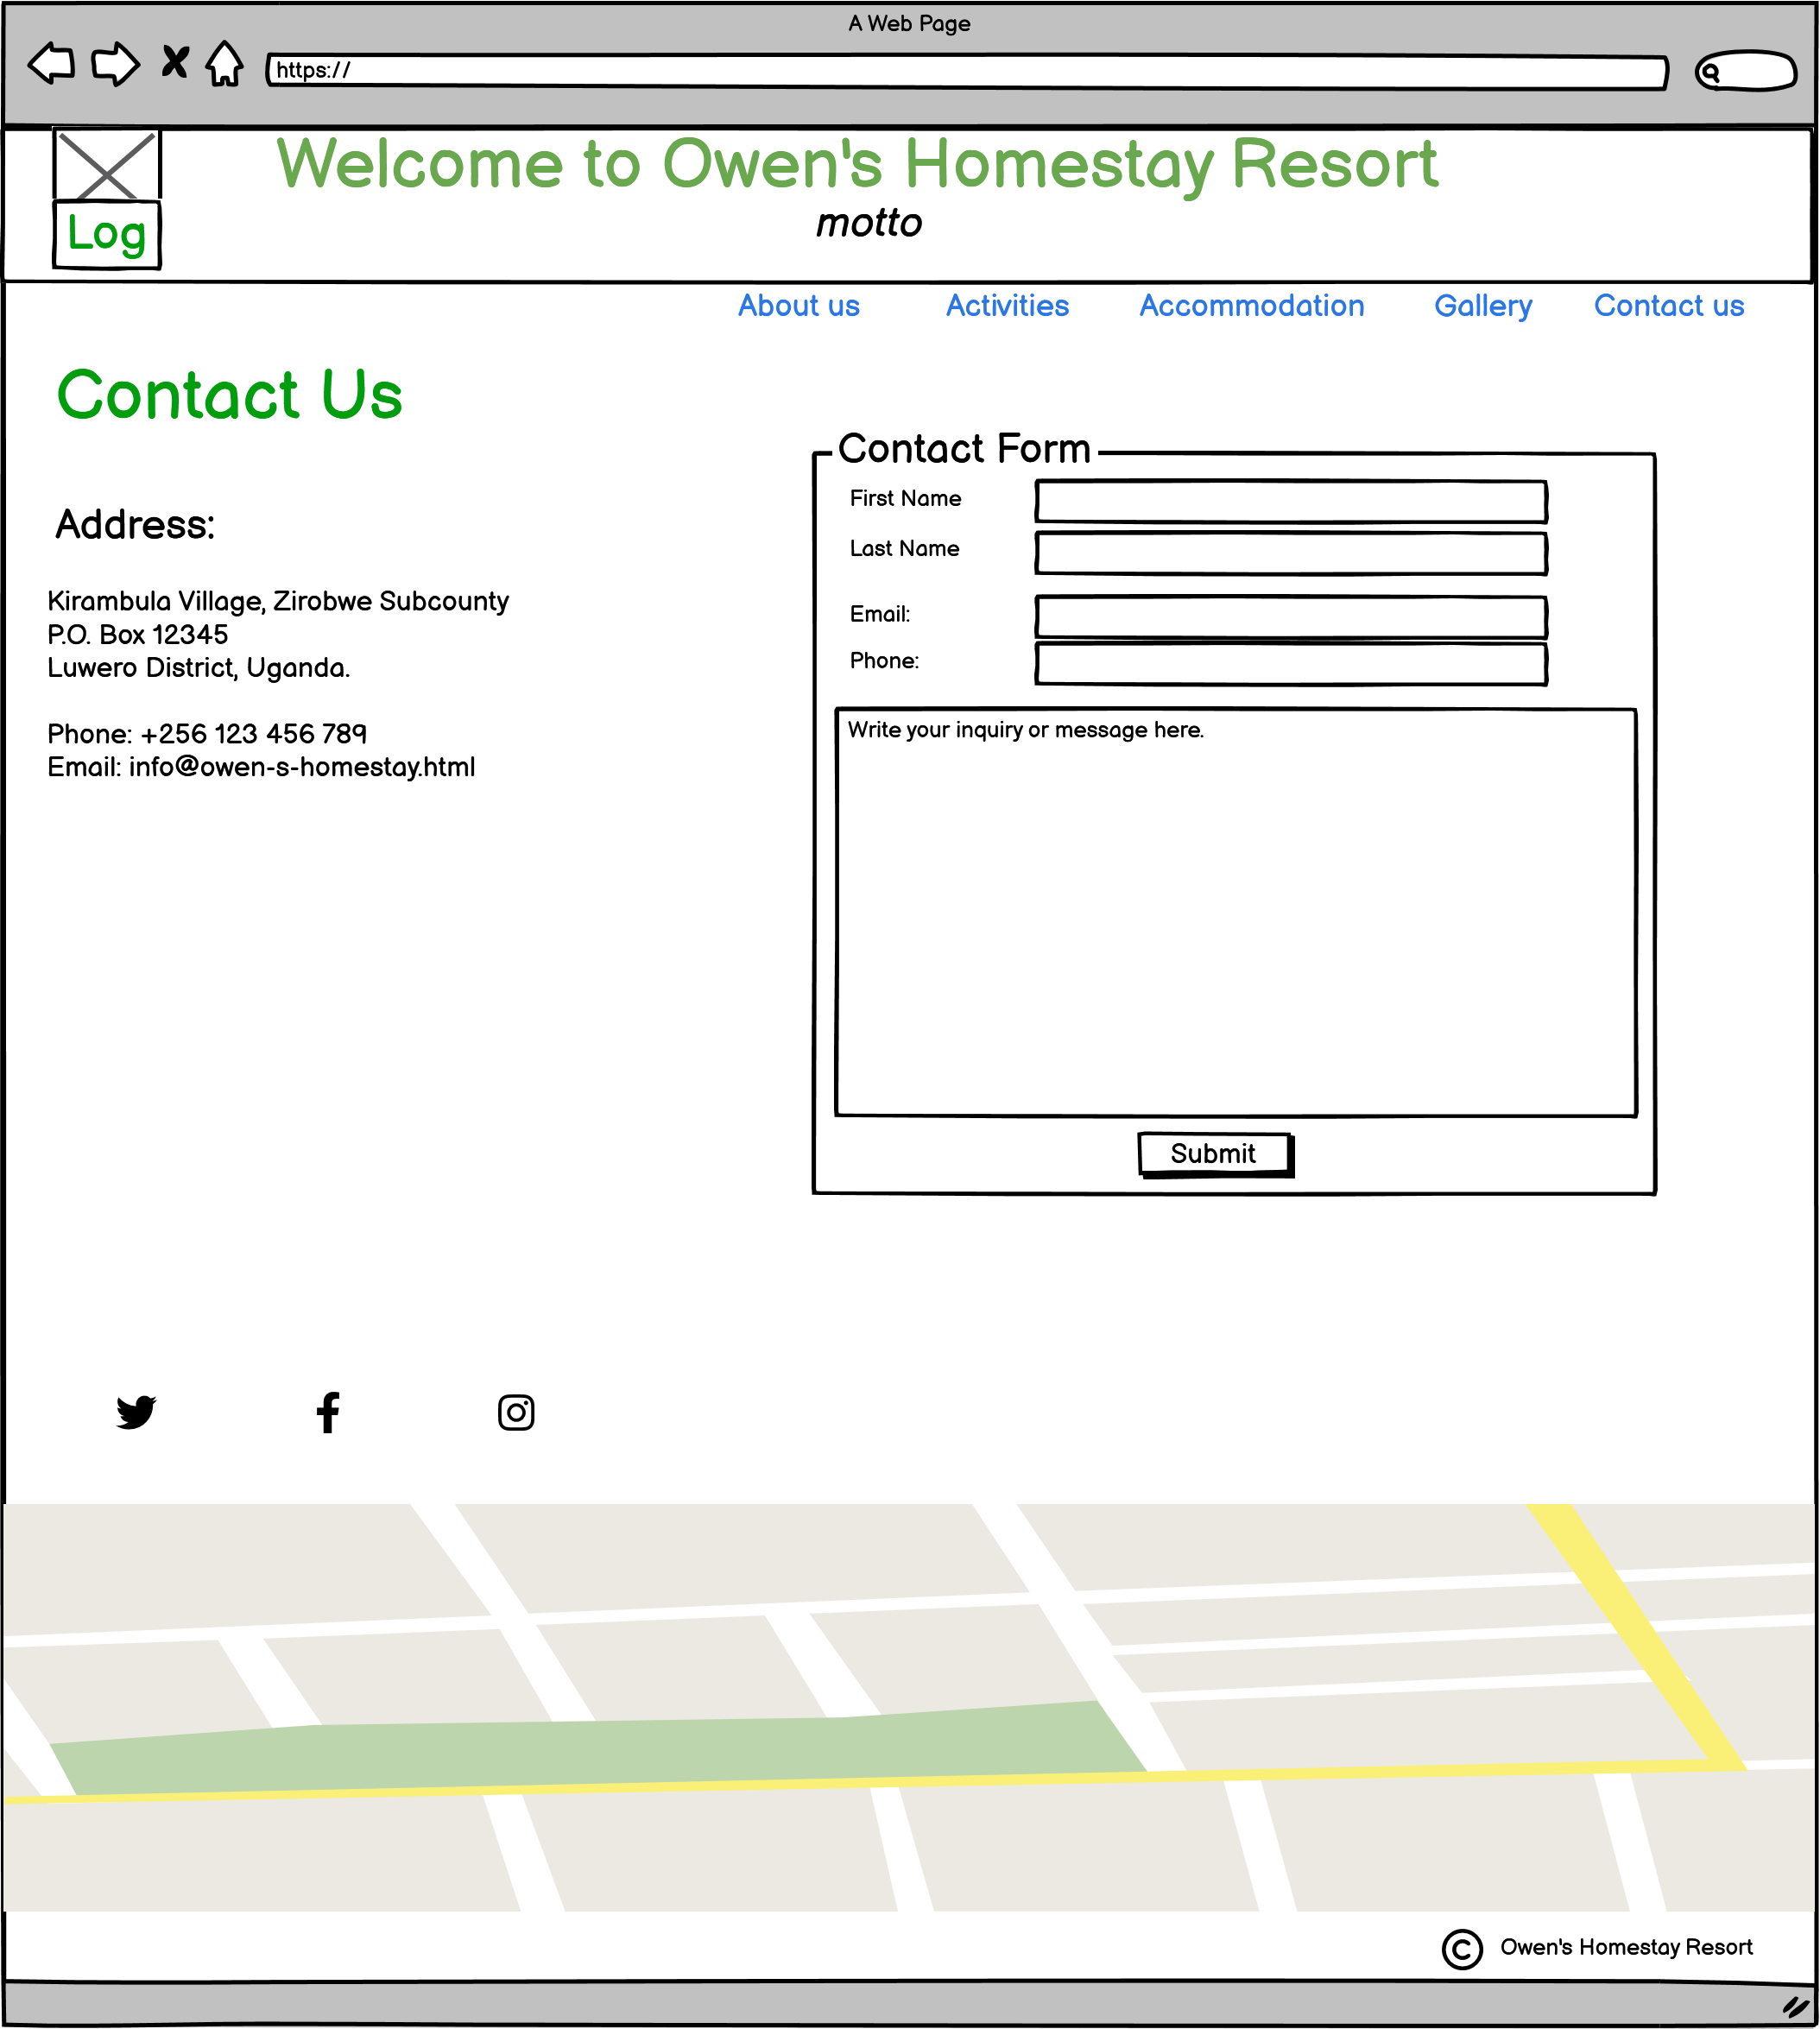 A Web Page
https://
Welcome to Owen's Homestay Resort
motto
Log
About us Activities Accommodation Gallery Contact us
Contact Us
Address:
Kirambula Village, Zirobwe Subcounty
P.O. Box 12345
Luwero District, Uganda.
Phone: +256 123 456 789
Email: info@owen-s-homestay.html
Contact Form
First Name
Last Name
Email:
Phone:
Write your inquiry or message here.
Submit
© Owen's Homestay Resort